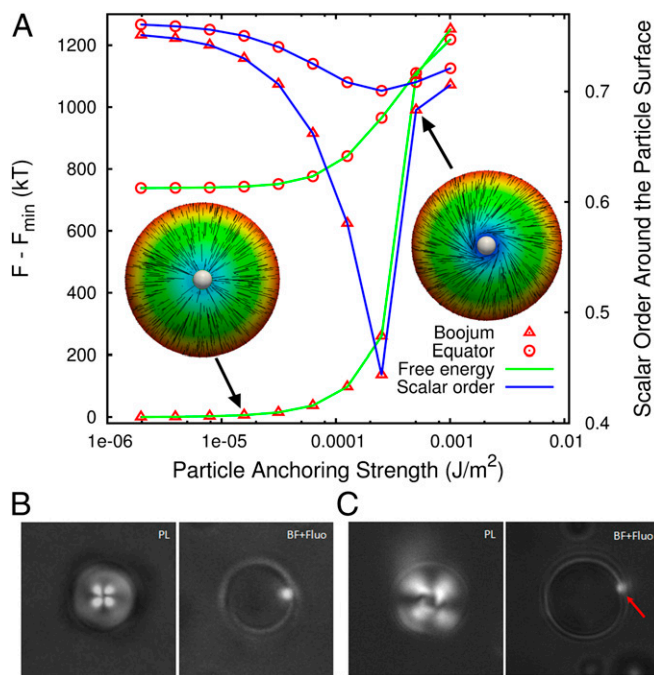 A
1200
1000
800
600
400
200
0
F - F_min (kT)
0.7
0.6
0.5
0.4
Scalar Order Around the Particle Surface
Boojum
Equator
Free energy
Scalar order
1e-06
1e-05
0.0001
0.001
0.01
Particle Anchoring Strength (J/m²)
B
PL
BF+Fluo
C
PL
BF+Fluo